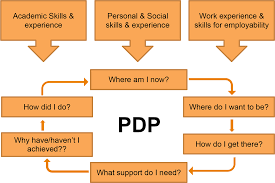 Academic Skills &
experience
Personal & Social
skills & experience
Work experience &
skills for employability
Where am I now?
How did I do?
Where do I want to be?
PDP
Why have/haven't I
achieved??
How do I get there?
What support do I need?